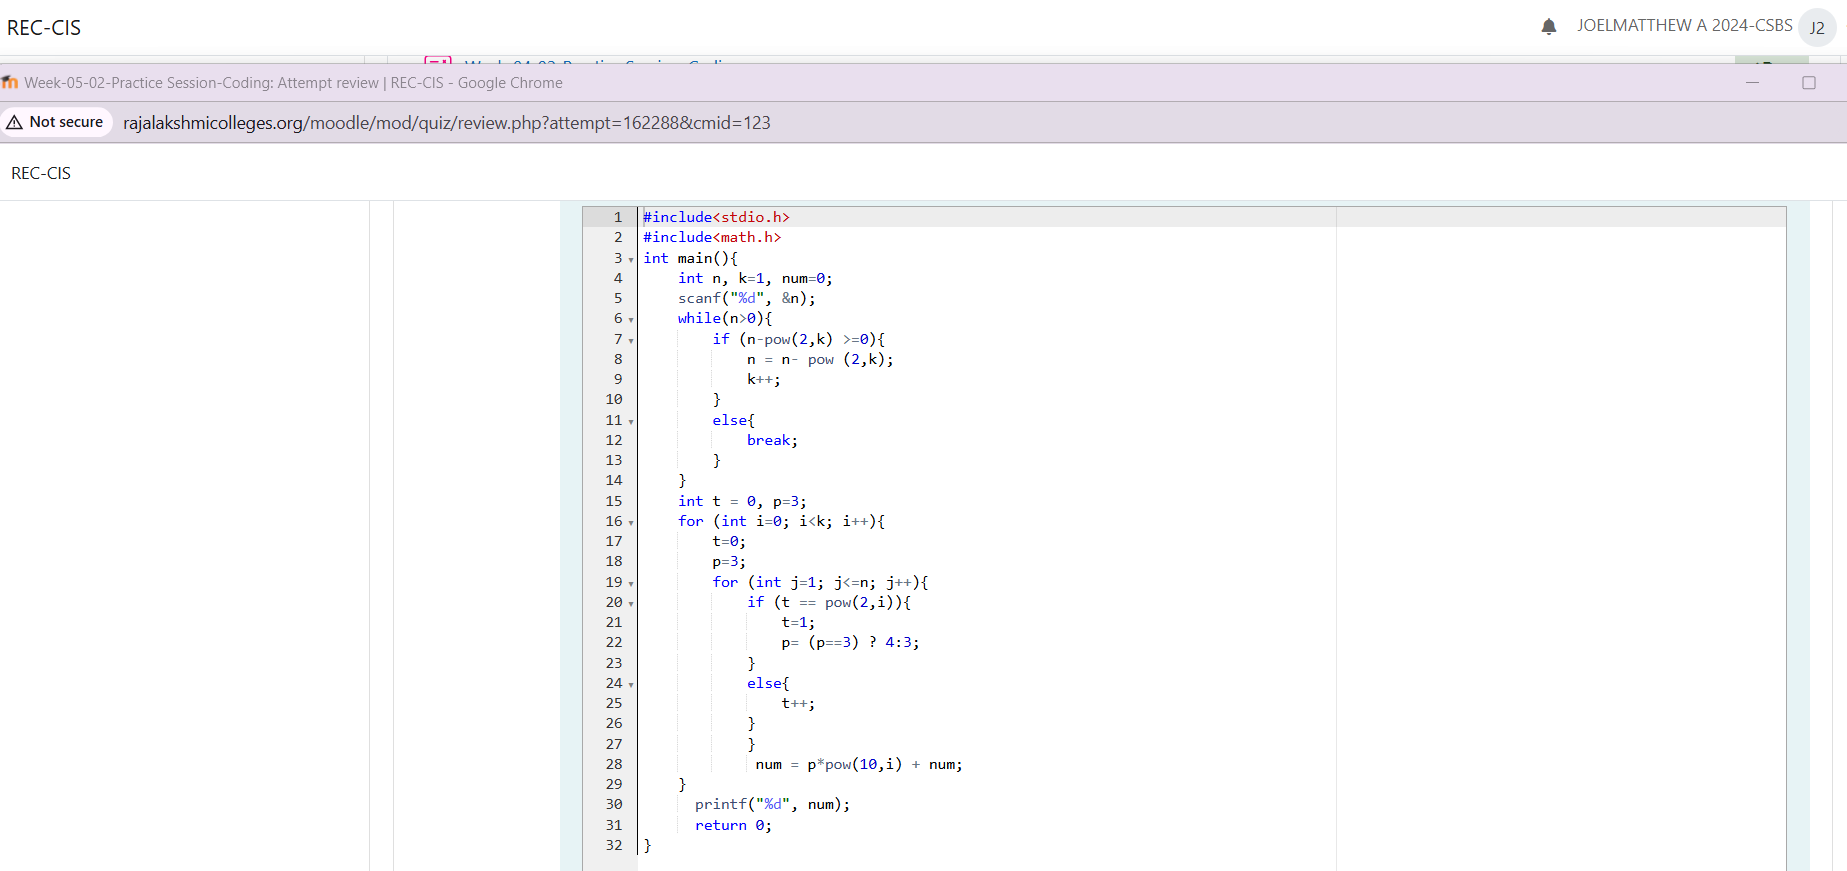 REC-CIS
JOELMATTHEW A 2024-CSBS J2
Week-05-02-Practice Session-Coding: Attempt review | REC-CIS - Google Chrome
Not secure rajalakshmicolleges.org/moodle/mod/quiz/review.php?attempt=162288&cmid=123
REC-CIS
1 #include<stdio.h>
2 #include<math.h>
3 int main(){
4 int n, k=1, num=0;
5 scanf("%d", &n);
6 while(n>0){
7 if (n-pow(2,k) >=0){
8 n = n- pow (2,k);
9 k++;
10 }
11 else{
12 break;
13 }
14 }
15 int t = 0, p=3;
16 for (int i=0; i<k; i++){
17 t=0;
18 p=3;
19 for (int j=1; j<=n; j++){
20 if (t == pow(2,i)){
21 t=1;
22 p= (p==3) ? 4:3;
23 }
24 else{
25 t++;
26 }
27 }
28 num = p*pow(10,i) + num;
29 }
30 printf("%d", num);
31 return 0;
32 }